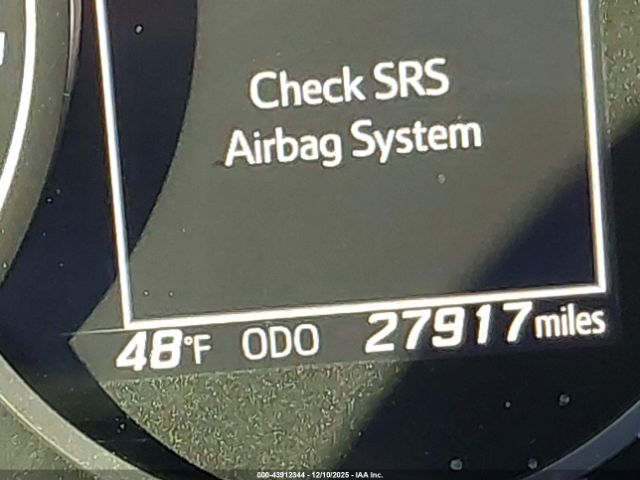 Check SRS
Airbag System
48°F ODO 27917 miles
000-43912344 - 12/10/2025 - IAA Inc.